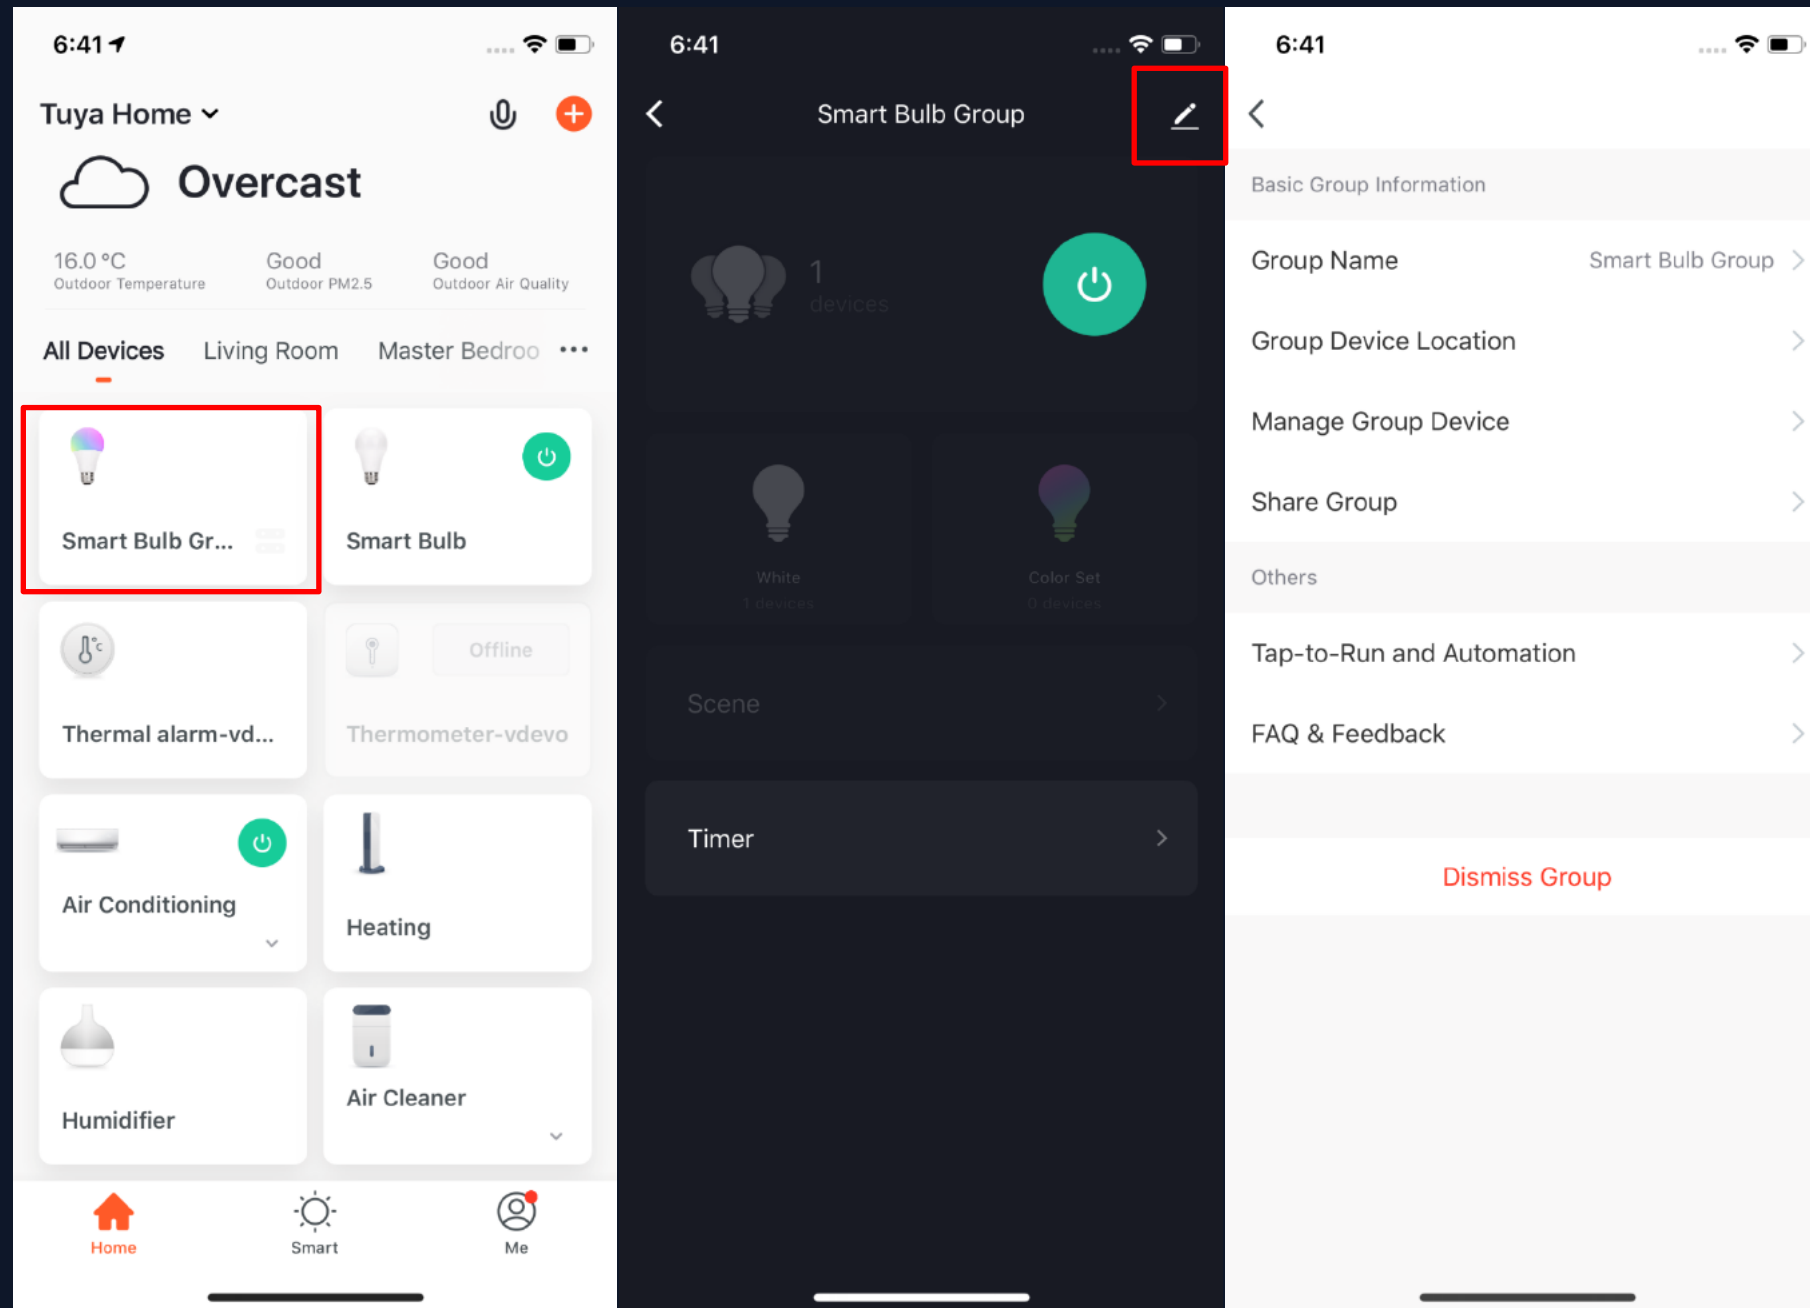 6:41
Tuya Home
Overcast
16.0 °C
Outdoor Temperature
Good
Outdoor PM2.5
Good
Outdoor Air Quality
All Devices
Living Room
Master Bedroo
Smart Bulb Gr...
Smart Bulb
Offline
Thermal alarm-vd...
Thermometer-vdevo
Air Conditioning
Heating
Humidifier
Air Cleaner
Home
Smart
Me
6:41
Smart Bulb Group
1
devices
White
1 devices
Color Set
0 devices
Scene
Timer
6:41
Basic Group Information
Group Name
Smart Bulb Group
Group Device Location
Manage Group Device
Share Group
Others
Tap-to-Run and Automation
FAQ & Feedback
Dismiss Group